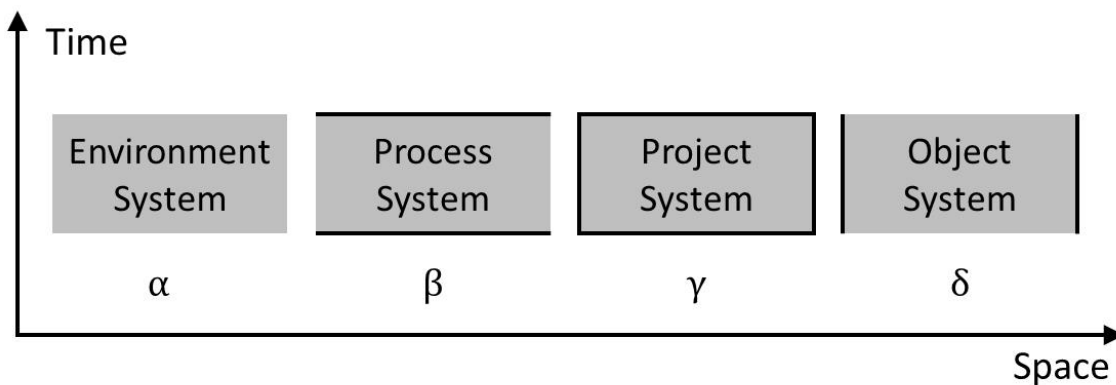 Time
Environment
System
Process
System
Project
System
Object
System
α
β
γ
δ
Space